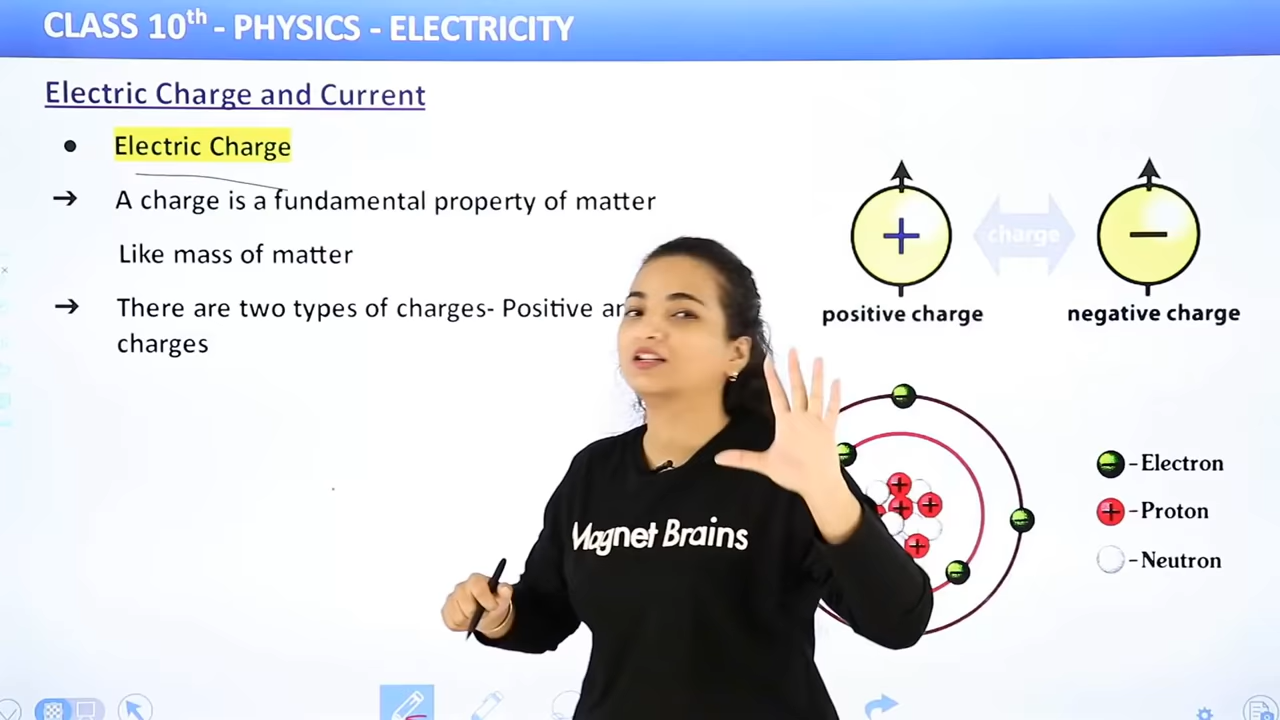 CLASS 10th - PHYSICS - ELECTRICITY
Electric Charge and Current
● Electric Charge
→ A charge is a fundamental property of matter
Like mass of matter
→ There are two types of charges- Positive
charges
+
charge
−
positive charge
negative charge
- Electron
- Proton
- Neutron
Magnet Brains